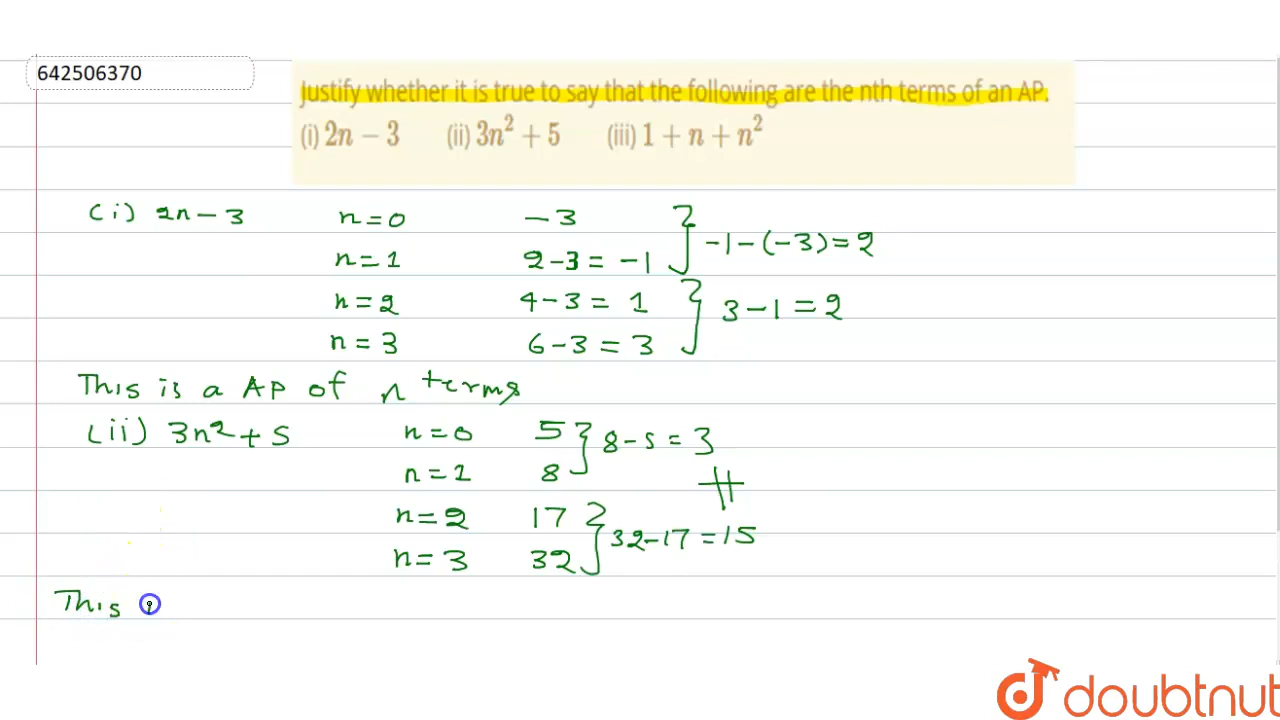 642506370
Justify whether it is true to say that the following are the nth terms of an AP.
(i) 2n − 3 (ii) 3n² + 5 (iii) 1 + n + n²
(i) 2n − 3 n = 0 − 3 } -1 − (−3) = 2
n = 1 2 − 3 = −1
n = 2 4 − 3 = 1 } 3 − 1 = 2
n = 3 6 − 3 = 3
This is a AP of n terms
(ii) 3n² + 5 n = 0 5 } 8 − 5 = 3
n = 1 8
n = 2 17 } 32 − 17 = 15
n = 3 32
This i
doubtnut